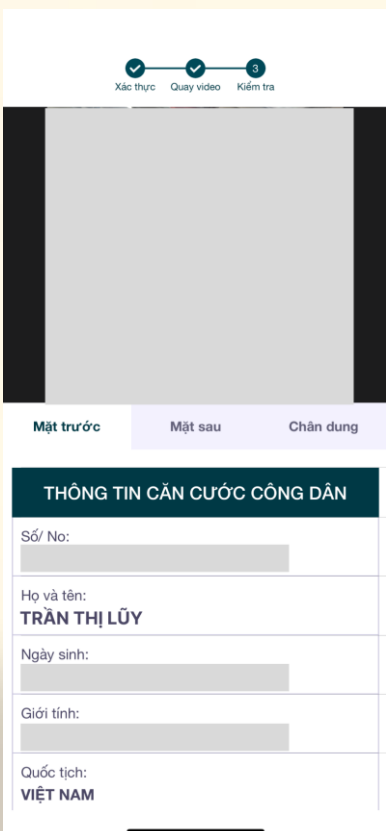 3
Xác thực Quay video Kiểm tra
Mặt trước Mặt sau Chân dung
THÔNG TIN CĂN CƯỚC CÔNG DÂN
Số/ No:
Họ và tên:
TRẦN THỊ LŨY
Ngày sinh:
Giới tính:
Quốc tịch:
VIỆT NAM